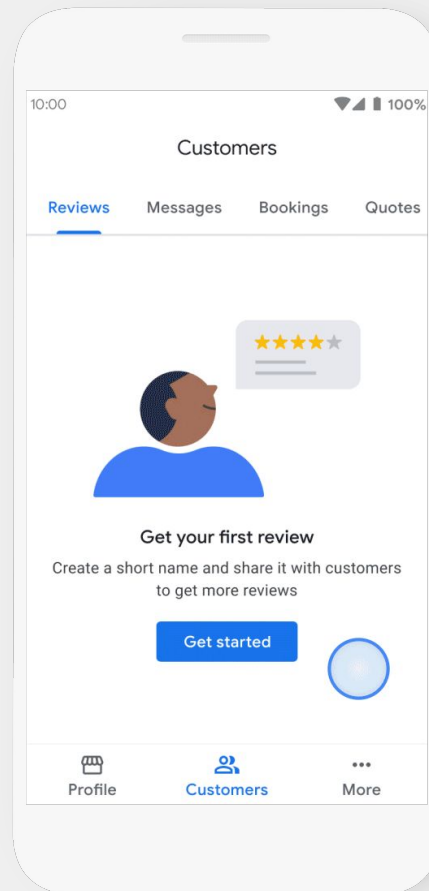 10:00 100%
Customers
Reviews Messages Bookings Quotes
Get your first review
Create a short name and share it with customers
to get more reviews
Get started
Profile Customers More